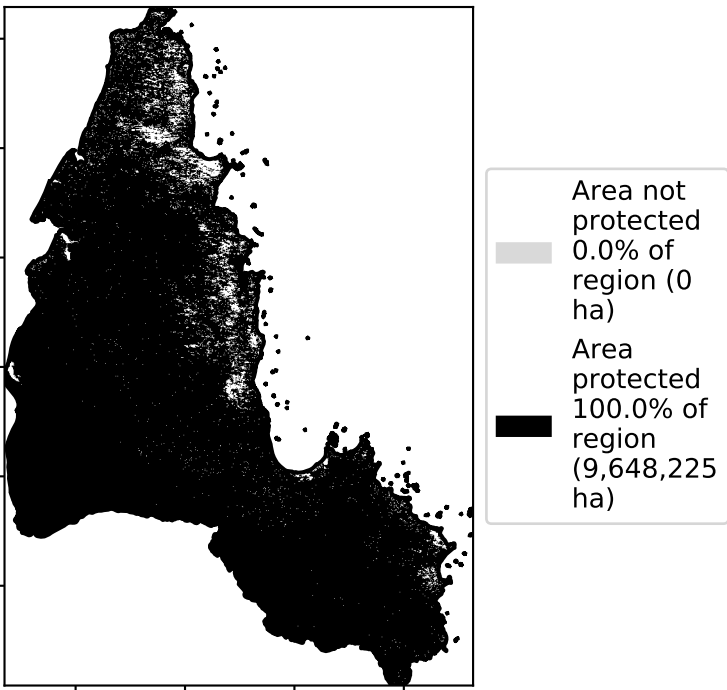 Area not
protected
0.0% of
region (0
ha)
Area
protected
100.0% of
region
(9,648,225
ha)